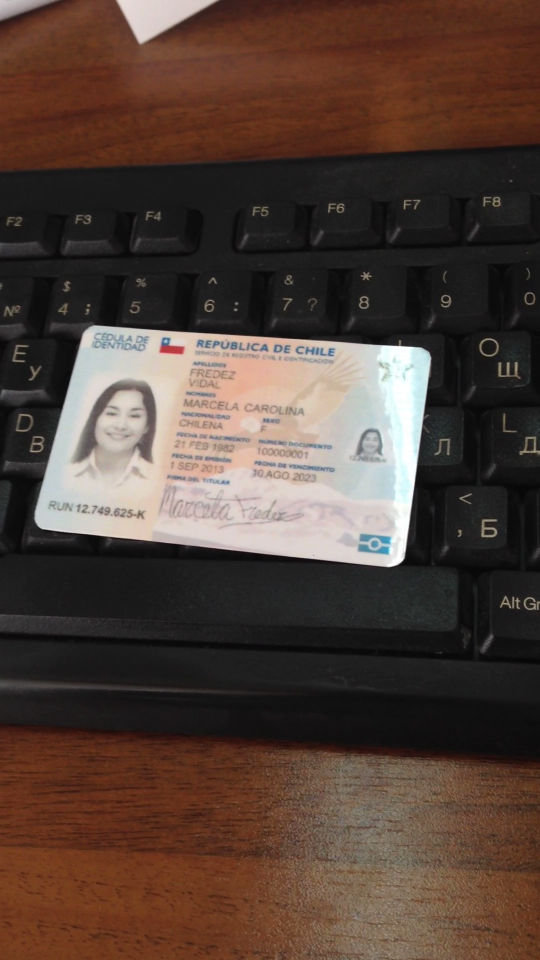 F2 F3 F4 F5 F6 F7 F8
№ $ 4 ; % 5 ^ 6 : & 7 ? * 8 ( 9 ) 0
E У
O Щ
D В
Л
L Д
< , Б
Alt Gr
CÉDULA DE
IDENTIDAD
REPÚBLICA DE CHILE
SERVICIO DE REGISTRO CIVIL E IDENTIFICACIÓN
APELLIDOS
FREDEZ
VIDAL
NOMBRES
MARCELA CAROLINA
NACIONALIDAD SEXO
CHILENA F
FECHA DE NACIMIENTO NÚMERO DOCUMENTO
21 FEB 1982 100000001
FECHA DE EMISIÓN FECHA DE VENCIMIENTO
1 SEP 2013 10 AGO 2023
FIRMA DEL TITULAR
Marcela Fredez
RUN 12.749.625-K